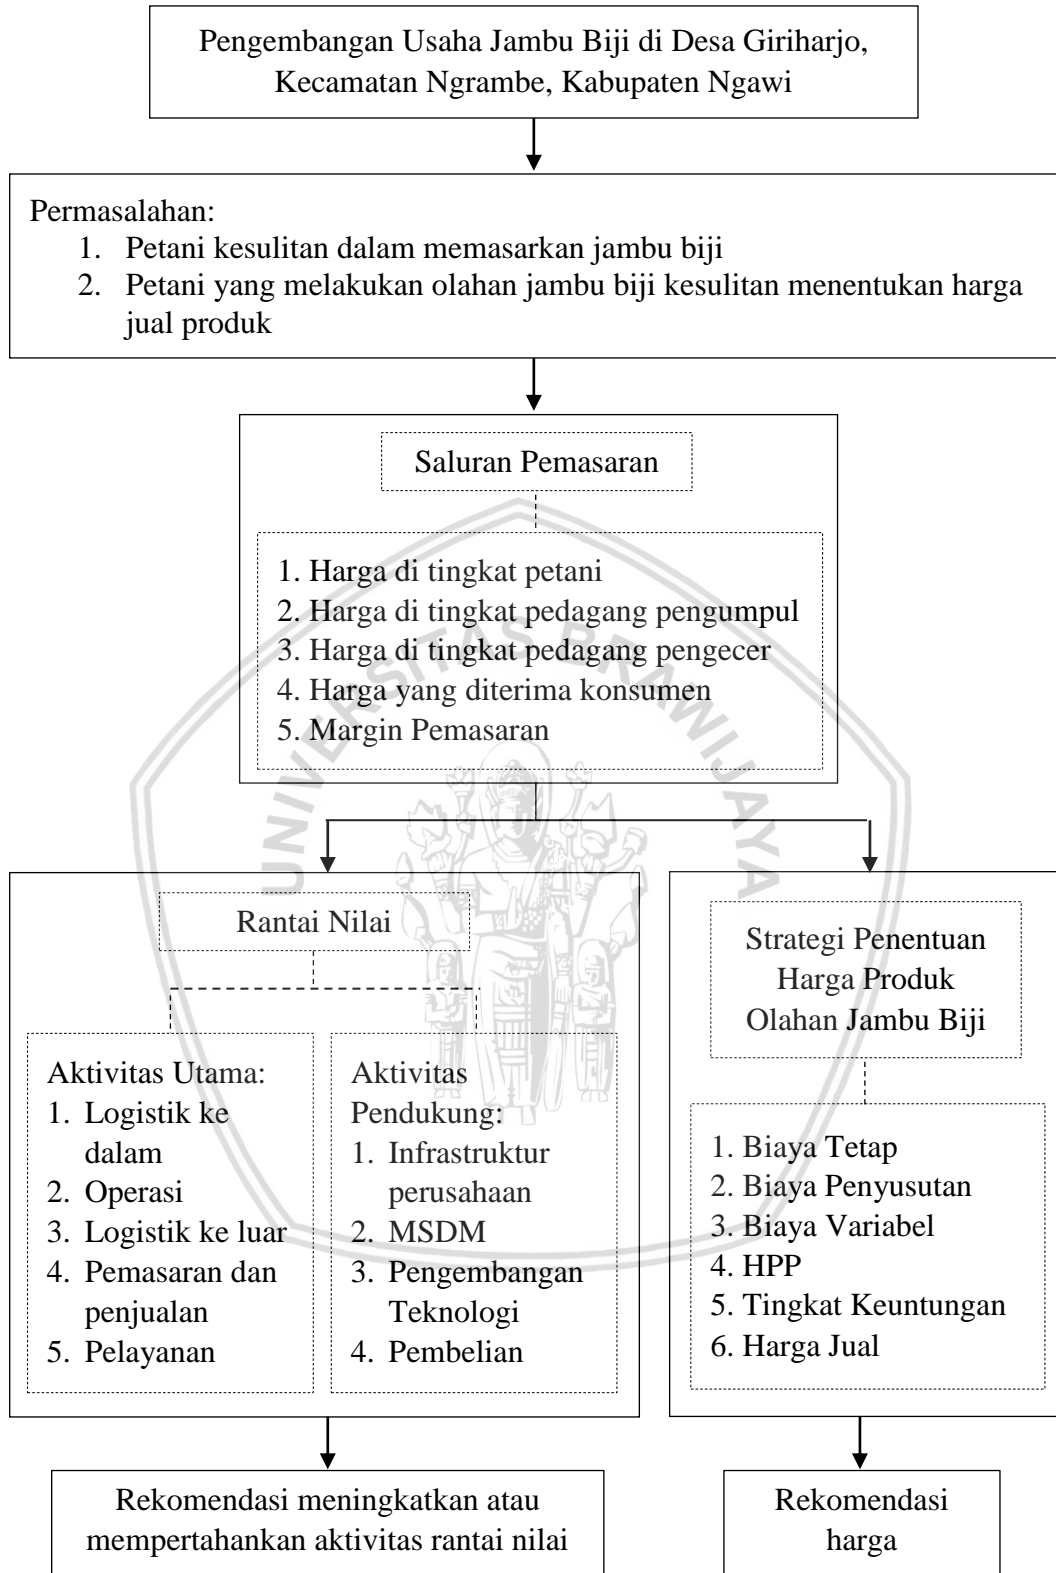 Pengembangan Usaha Jambu Biji di Desa Giriharjo,
Kecamatan Ngrambe, Kabupaten Ngawi
Permasalahan:
1. Petani kesulitan dalam memasarkan jambu biji
2. Petani yang melakukan olahan jambu biji kesulitan menentukan harga
jual produk
Saluran Pemasaran
1. Harga di tingkat petani
2. Harga di tingkat pedagang pengumpul
3. Harga di tingkat pedagang pengecer
4. Harga yang diterima konsumen
5. Margin Pemasaran
UNIVERSITAS BRAWIJAYA
Rantai Nilai
Aktivitas Utama:
1. Logistik ke
dalam
2. Operasi
3. Logistik ke luar
4. Pemasaran dan
penjualan
5. Pelayanan
Aktivitas
Pendukung:
1. Infrastruktur
perusahaan
2. MSDM
3. Pengembangan
Teknologi
4. Pembelian
Strategi Penentuan
Harga Produk
Olahan Jambu Biji
1. Biaya Tetap
2. Biaya Penyusutan
3. Biaya Variabel
4. HPP
5. Tingkat Keuntungan
6. Harga Jual
Rekomendasi meningkatkan atau
mempertahankan aktivitas rantai nilai
Rekomendasi
harga